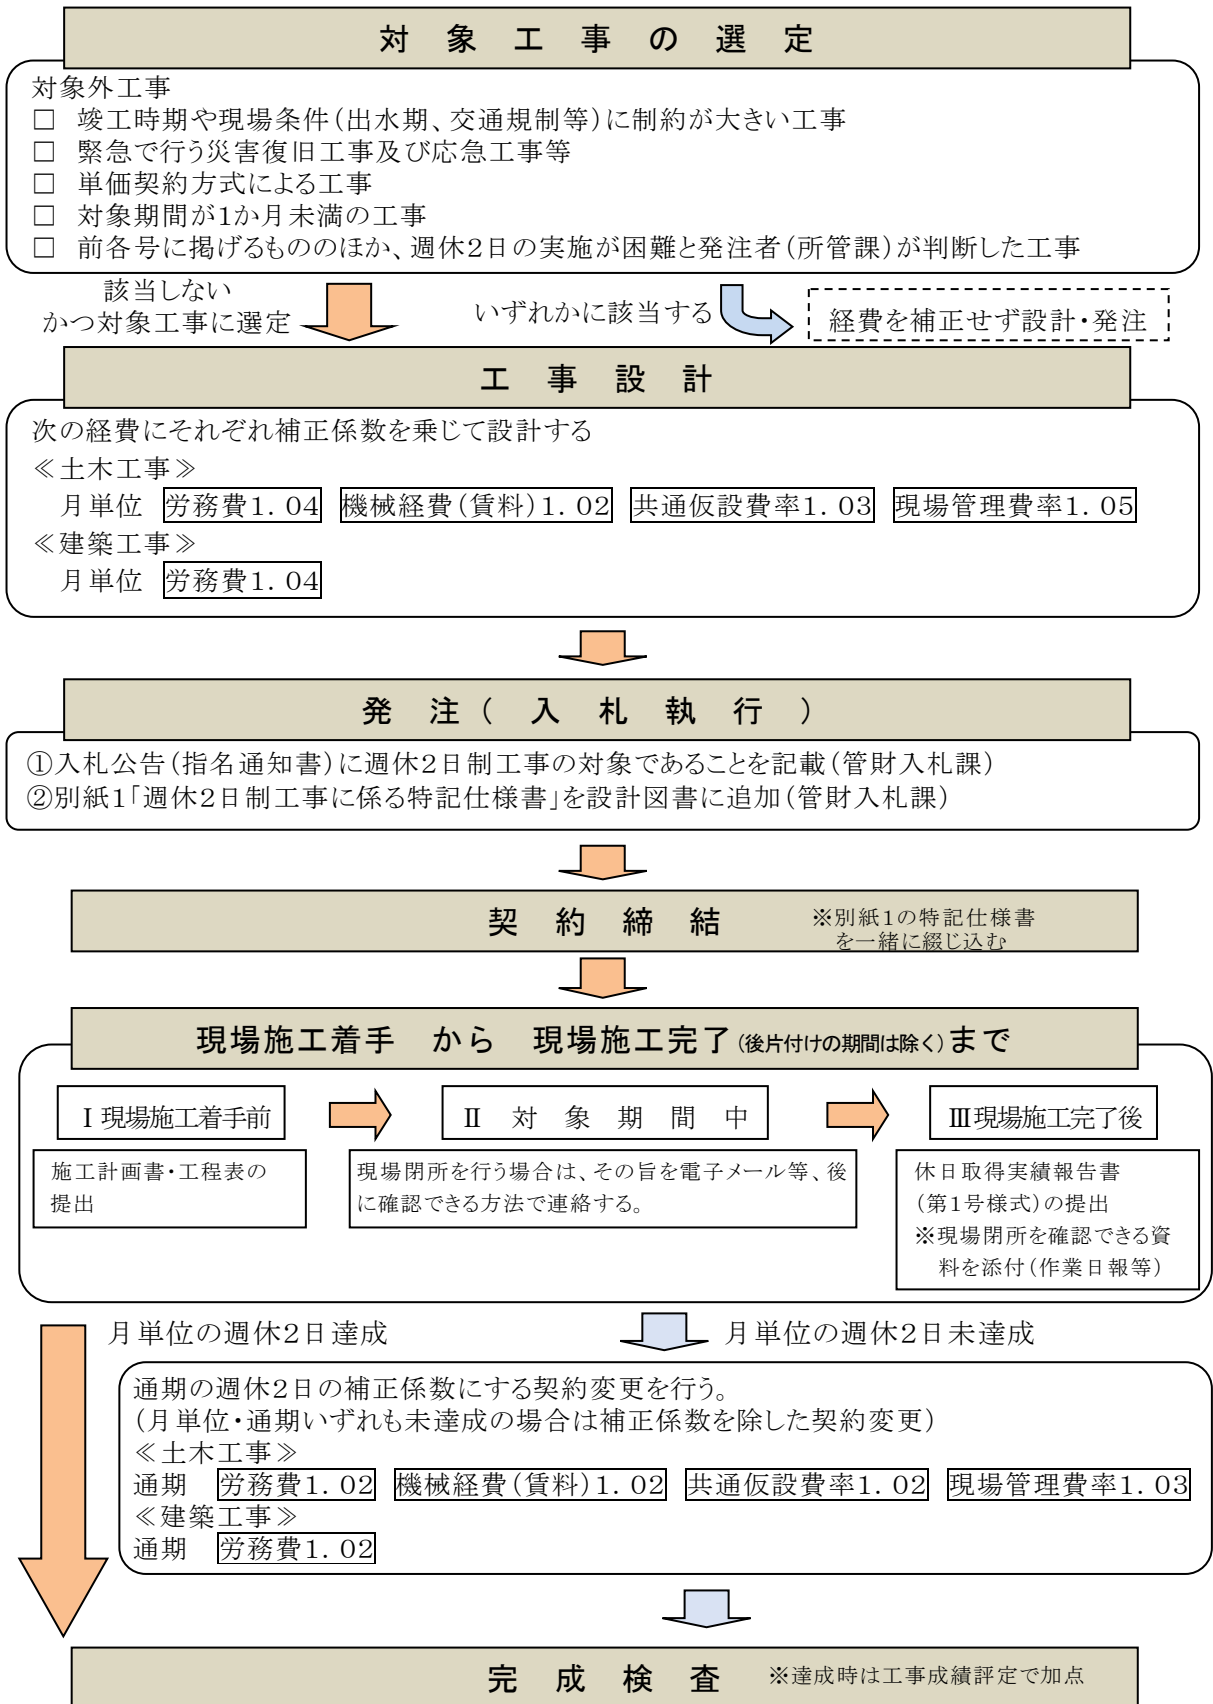 対象工事の選定
対象外工事
□ 竣工時期や現場条件(出水期、交通規制等)に制約が大きい工事
□ 緊急で行う災害復旧工事及び応急工事等
□ 単価契約方式による工事
□ 対象期間が1か月未満の工事
□ 前各号に掲げるもののほか、週休2日の実施が困難と発注者(所管課)が判断した工事
該当しない
かつ対象工事に選定
いずれかに該当する
経費を補正せず設計・発注
工事設計
次の経費にそれぞれ補正係数を乗じて設計する
≪土木工事≫
月単位 労務費1.04 機械経費(賃料)1.02 共通仮設費率1.03 現場管理費率1.05
≪建築工事≫
月単位 労務費1.04
発注(入札執行)
①入札公告(指名通知書)に週休2日制工事の対象であることを記載(管財入札課)
②別紙1「週休2日制工事に係る特記仕様書」を設計図書に追加(管財入札課)
契約締結
※別紙1の特記仕様書
を一緒に綴じ込む
現場施工着手 から 現場施工完了(後片付けの期間は除く)まで
Ⅰ現場施工着手前
施工計画書・工程表の
提出
Ⅱ対象期間中
現場閉所を行う場合は、その旨を電子メール等、後
に確認できる方法で連絡する。
Ⅲ現場施工完了後
休日取得実績報告書
(第1号様式)の提出
※現場閉所を確認できる資
料を添付(作業日報等)
月単位の週休2日達成
月単位の週休2日未達成
通期の週休2日の補正係数にする契約変更を行う。
(月単位・通期いずれも未達成の場合は補正係数を除した契約変更)
≪土木工事≫
通期 労務費1.02 機械経費(賃料)1.02 共通仮設費率1.02 現場管理費率1.03
≪建築工事≫
通期 労務費1.02
完成検査 ※達成時は工事成績評定で加点